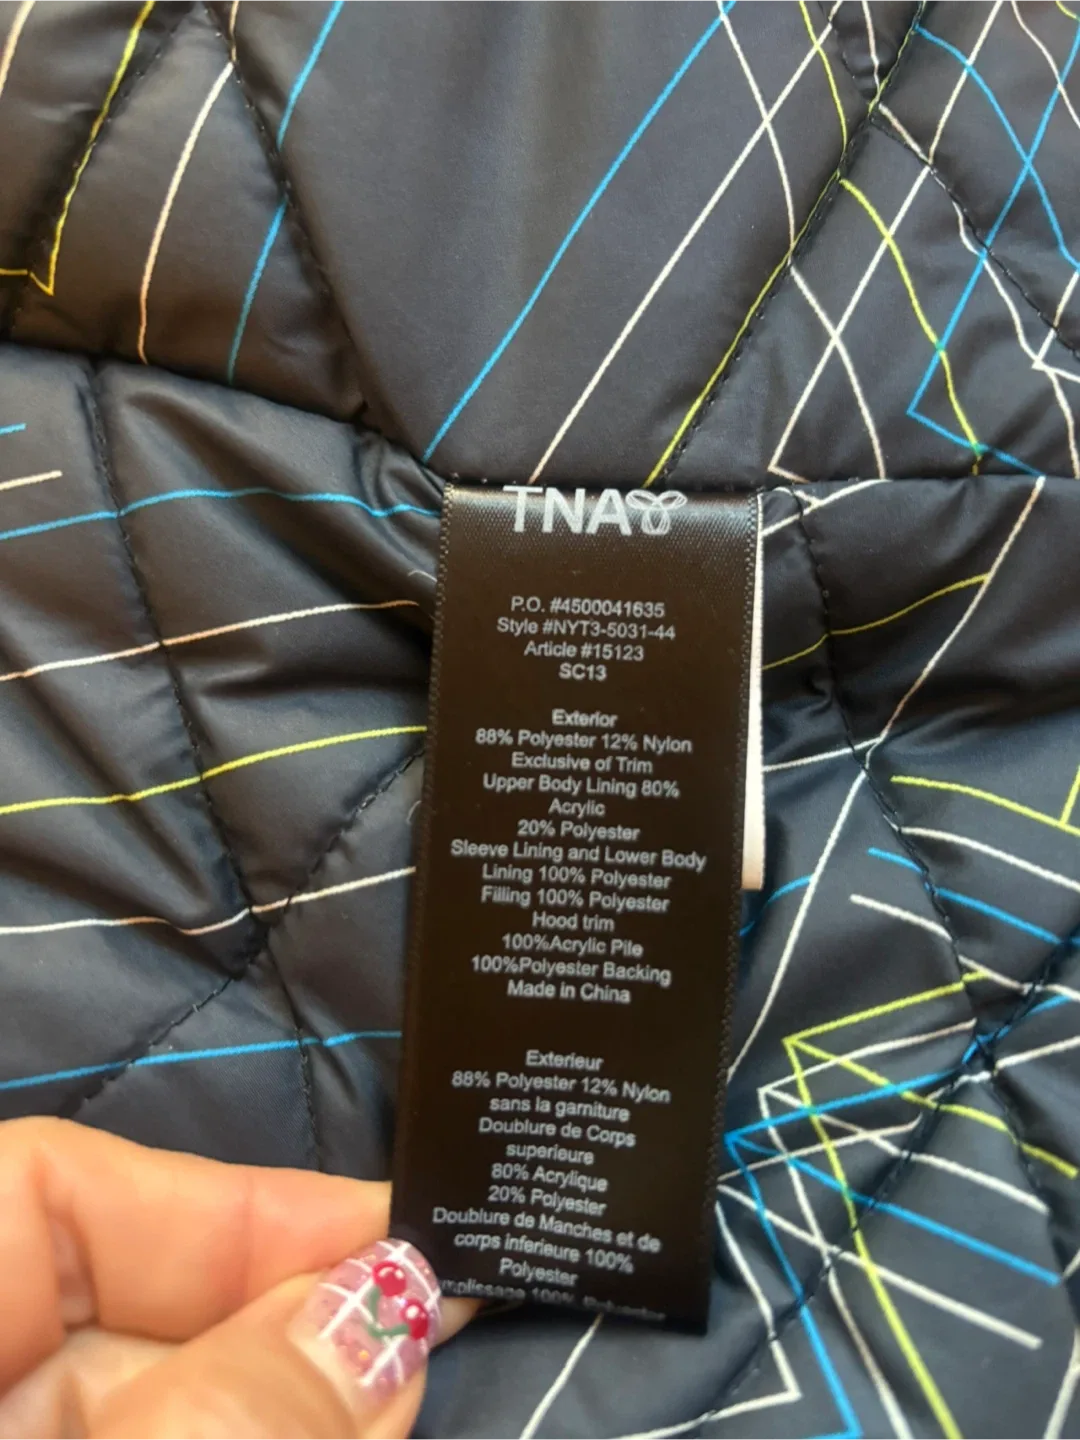 TNA
P.O. #4500041635
Style #NYT3-5031-44
Article #15123
SC13
Exterior
88% Polyester 12% Nylon
Exclusive of Trim
Upper Body Lining 80%
Acrylic
20% Polyester
Sleeve Lining and Lower Body
Lining 100% Polyester
Filling 100% Polyester
Hood trim
100%Acrylic Pile
100%Polyester Backing
Made in China
Exterieur
88% Polyester 12% Nylon
sans la garniture
Doublure de Corps
superieure
80% Acrylique
20% Polyester
Doublure de Manches et de
corps inferieure 100%
Polyester
100% Polyester